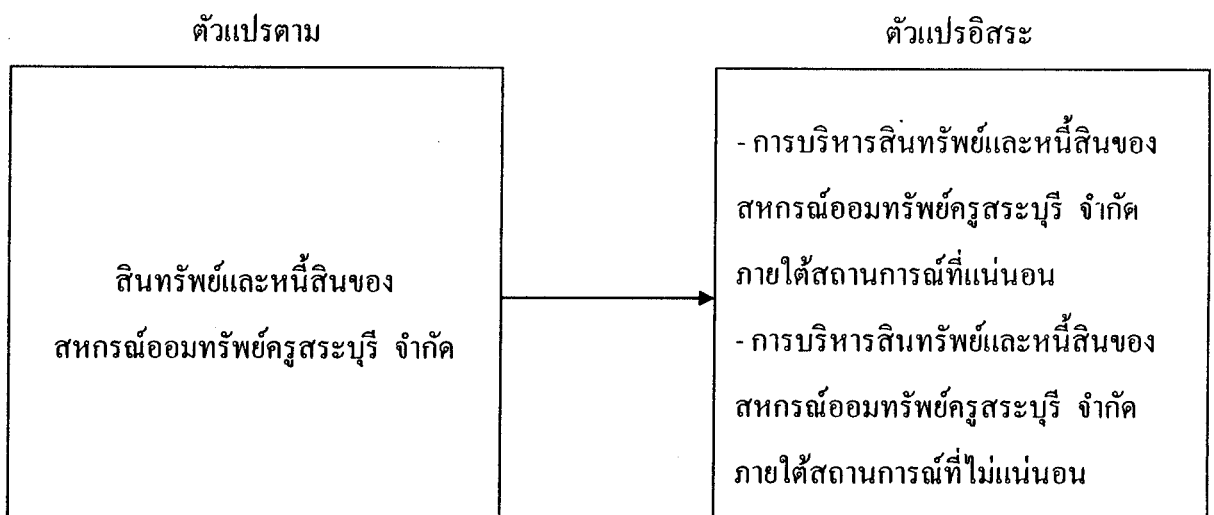 ตัวแปรตาม
ตัวแปรอิสระ
สินทรัพย์และหนี้สินของ
สหกรณ์ออมทรัพย์ครูสระบุรี จำกัด
- การบริหารสินทรัพย์และหนี้สินของ
สหกรณ์ออมทรัพย์ครูสระบุรี จำกัด
ภายใต้สถานการณ์ที่แน่นอน
- การบริหารสินทรัพย์และหนี้สินของ
สหกรณ์ออมทรัพย์ครูสระบุรี จำกัด
ภายใต้สถานการณ์ที่ไม่แน่นอน